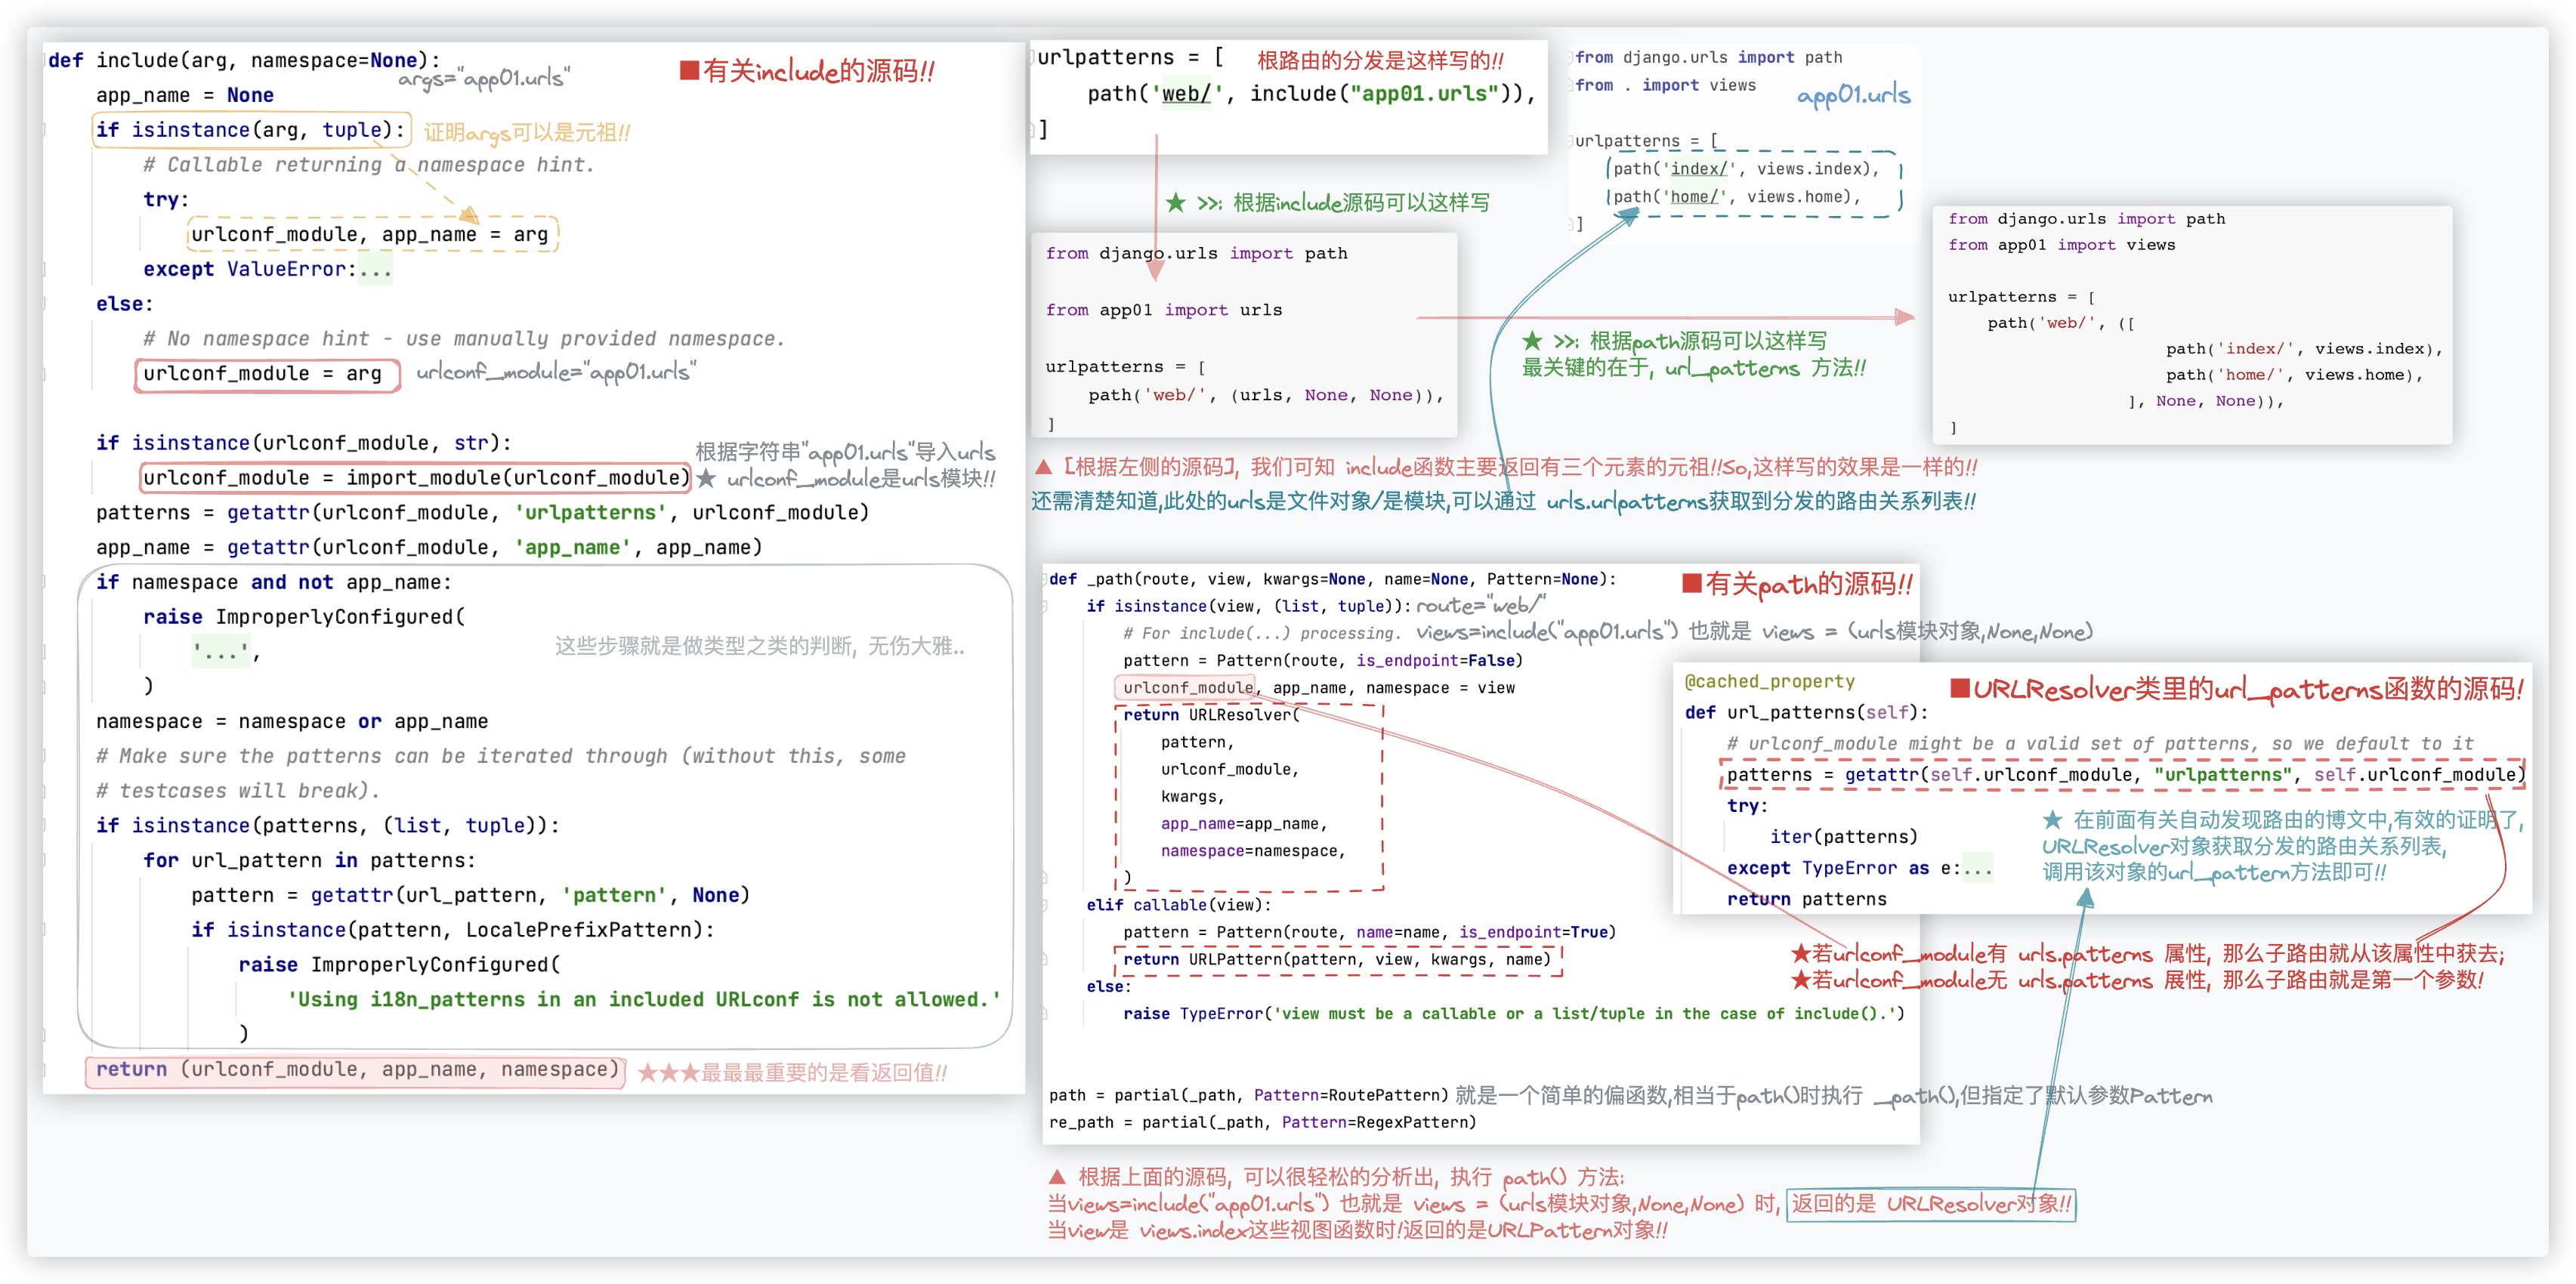 def include(arg, namespace=None):
args="app01.urls"
■有关include的源码!!
app_name = None
if isinstance(arg, tuple):
证明args可以是元祖!!
# Callable returning a namespace hint.
try:
urlconf_module, app_name = arg
except ValueError:...
else:
# No namespace hint - use manually provided namespace.
urlconf_module = arg
urlconf_module="app01.urls"
if isinstance(urlconf_module, str):
根据字符串"app01.urls"导入urls
urlconf_module = import_module(urlconf_module)
★ urlconf_module是urls模块!!
patterns = getattr(urlconf_module, 'urlpatterns', urlconf_module)
app_name = getattr(urlconf_module, 'app_name', app_name)
if namespace and not app_name:
raise ImproperlyConfigured(
'...',
这些步骤就是做类型之类的判断, 无伤大雅..
)
namespace = namespace or app_name
# Make sure the patterns can be iterated through (without this, some
# testcases will break).
if isinstance(patterns, (list, tuple)):
for url_pattern in patterns:
pattern = getattr(url_pattern, 'pattern', None)
if isinstance(pattern, LocalePrefixPattern):
raise ImproperlyConfigured(
'Using i18n_patterns in an included URLconf is not allowed.'
)
return (urlconf_module, app_name, namespace)
★★★最最最重要的是看返回值!!
urlpatterns = [
根路由的分发是这样写的!!
path('web/', include("app01.urls")),
]
★ >>: 根据include源码可以这样写
from django.urls import path
from app01 import urls
urlpatterns = [
path('web/', (urls, None, None)),
]
from django.urls import path
from . import views
app01.urls
urlpatterns = [
path('index/', views.index),
path('home/', views.home),
]
★ >>: 根据path源码可以这样写
最关键的在于, url_patterns 方法!!
from django.urls import path
from app01 import views
urlpatterns = [
path('web/', ([
path('index/', views.index),
path('home/', views.home),
], None, None)),
]
▲ [根据左侧的源码], 我们可知 include函数主要返回有三个元素的元祖!!So,这样写的效果是一样的!!
还需清楚知道,此处的urls是文件对象/是模块,可以通过 urls.urlpatterns获取到分发的路由关系列表!!
def _path(route, view, kwargs=None, name=None, Pattern=None):
■有关path的源码!!
if isinstance(view, (list, tuple)):
route="web/"
# For include(...) processing.
views=include("app01.urls") 也就是 views = (urls模块对象,None,None)
pattern = Pattern(route, is_endpoint=False)
urlconf_module, app_name, namespace = view
return URLResolver(
pattern,
urlconf_module,
kwargs,
app_name=app_name,
namespace=namespace,
)
elif callable(view):
pattern = Pattern(route, name=name, is_endpoint=True)
return URLPattern(pattern, view, kwargs, name)
else:
raise TypeError('view must be a callable or a list/tuple in the case of include().')
path = partial(_path, Pattern=RoutePattern)
就是一个简单的偏函数,相当于path()时执行 _path(),但指定了默认参数Pattern
re_path = partial(_path, Pattern=RegexPattern)
@cached_property
■URLResolver类里的url_patterns函数的源码!
def url_patterns(self):
# urlconf_module might be a valid set of patterns, so we default to it
patterns = getattr(self.urlconf_module, "urlpatterns", self.urlconf_module)
try:
iter(patterns)
except TypeError as e:...
return patterns
★ 在前面有关自动发现路由的博文中,有效的证明了,
URLResolver对象获取分发的路由关系列表,
调用该对象的url_pattern方法即可!!
★若urlconf_module有 urls.patterns 属性, 那么子路由就从该属性中获去;
★若urlconf_module无 urls.patterns 属性, 那么子路由就是第一个参数!
▲ 根据上面的源码, 可以很轻松的分析出, 执行 path() 方法:
当views=include("app01.urls") 也就是 views = (urls模块对象,None,None) 时, 返回的是 URLResolver对象!!
当view是 views.index这些视图函数时!返回的是URLPattern对象!!